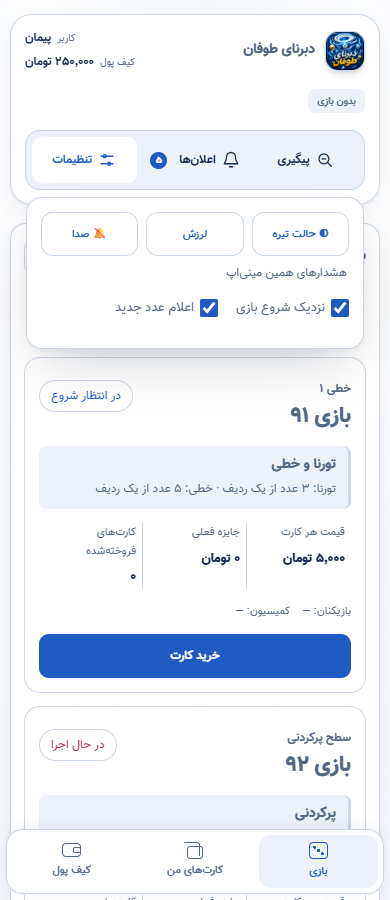 دبرنای طوفان
کاربر پیمان
کیف پول ۲۵۰,۰۰۰ تومان
بدون بازی
پیگیری
اعلان‌ها ۵
تنظیمات
حالت تیره
لرزش
صدا
هشدارهای همین مینی‌اپ
نزدیک شروع بازی
اعلام عدد جدید
خطی ۱
در انتظار شروع
بازی ۹۱
تورنا و خطی
تورنا: ۳ عدد از یک ردیف · خطی: ۵ عدد از یک ردیف
قیمت هر کارت
۵,۰۰۰ تومان
جایزه فعلی
۰ تومان
کارت‌های
فروخته‌شده
۰
بازیکنان: — کمیسیون: —
خرید کارت
سطح پرکردنی
در حال اجرا
بازی ۹۲
پرکردنی
بازی
کارت‌های من
کیف پول